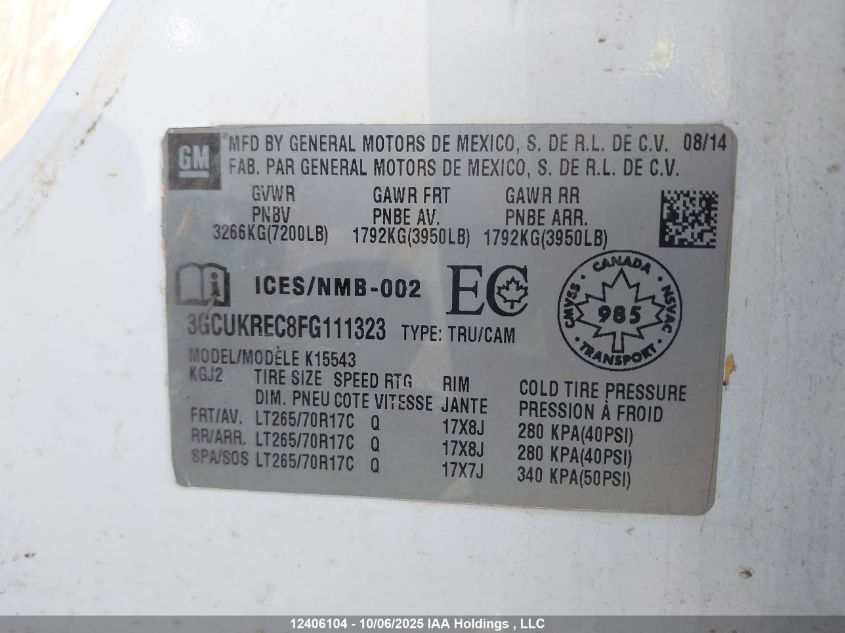 GM
MFD BY GENERAL MOTORS DE MEXICO, S. DE R.L. DE C.V. 08/14
FAB. PAR GENERAL MOTORS DE MEXICO, S. DE R.L. DE C.V.
GVWR GAWR FRT GAWR RR
PNBV PNBE AV. PNBE ARR.
3266KG(7200LB) 1792KG(3950LB) 1792KG(3950LB)
i ICES/NMB-002 EC
CANADA
CMVSS 985 NSVAC
TRANSPORT
3GCUKREC8FG111323 TYPE: TRU/CAM
MODEL/MODÈLE K15543
KGJ2 TIRE SIZE SPEED RTG RIM COLD TIRE PRESSURE
DIM. PNEU COTE VITESSE JANTE PRESSION À FROID
FRT/AV. LT265/70R17C Q 17X8J 280 KPA(40PSI)
RR/ARR. LT265/70R17C Q 17X8J 280 KPA(40PSI)
SPA/SOS LT265/70R17C Q 17X7J 340 KPA(50PSI)
12406104 - 10/06/2025 IAA Holdings , LLC